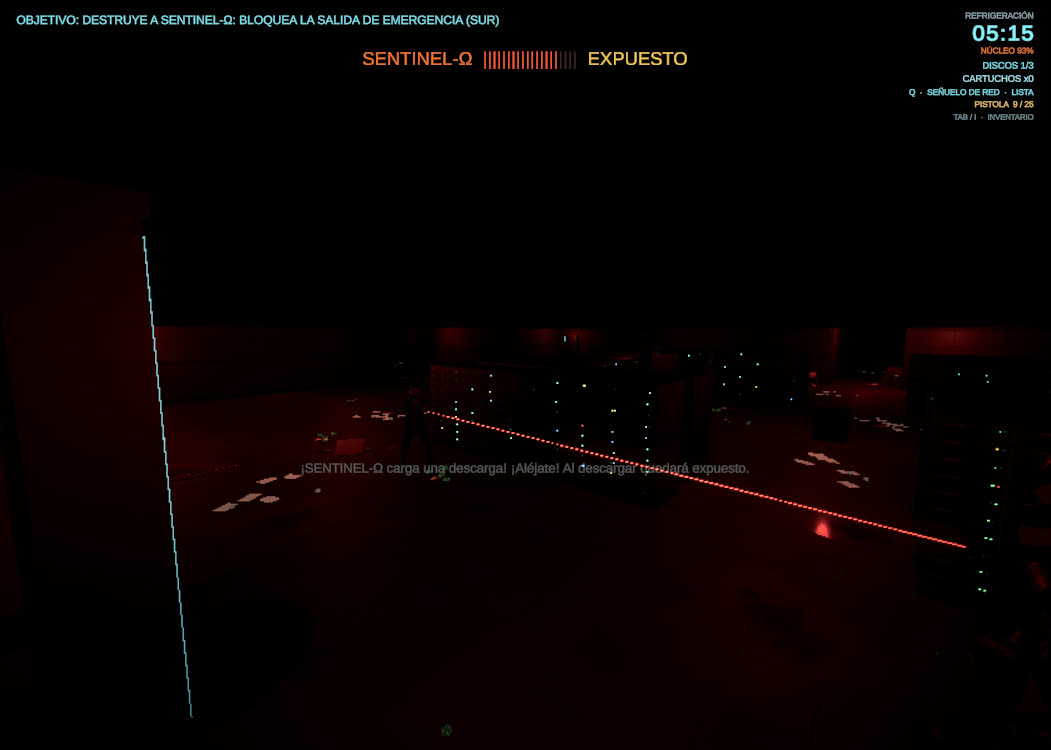 OBJETIVO: DESTRUYE A SENTINEL-Ω: BLOQUEA LA SALIDA DE EMERGENCIA (SUR)
SENTINEL-Ω EXPUESTO
REFRIGERACIÓN
05:15
NÚCLEO 93%
DISCOS 1/3
CARTUCHOS x0
Q · SEÑUELO DE RED · LISTA
PISTOLA 9 / 25
TAB / I · INVENTARIO
¡SENTINEL-Ω carga una descarga! ¡Aléjate! Al descargar quedará expuesto.